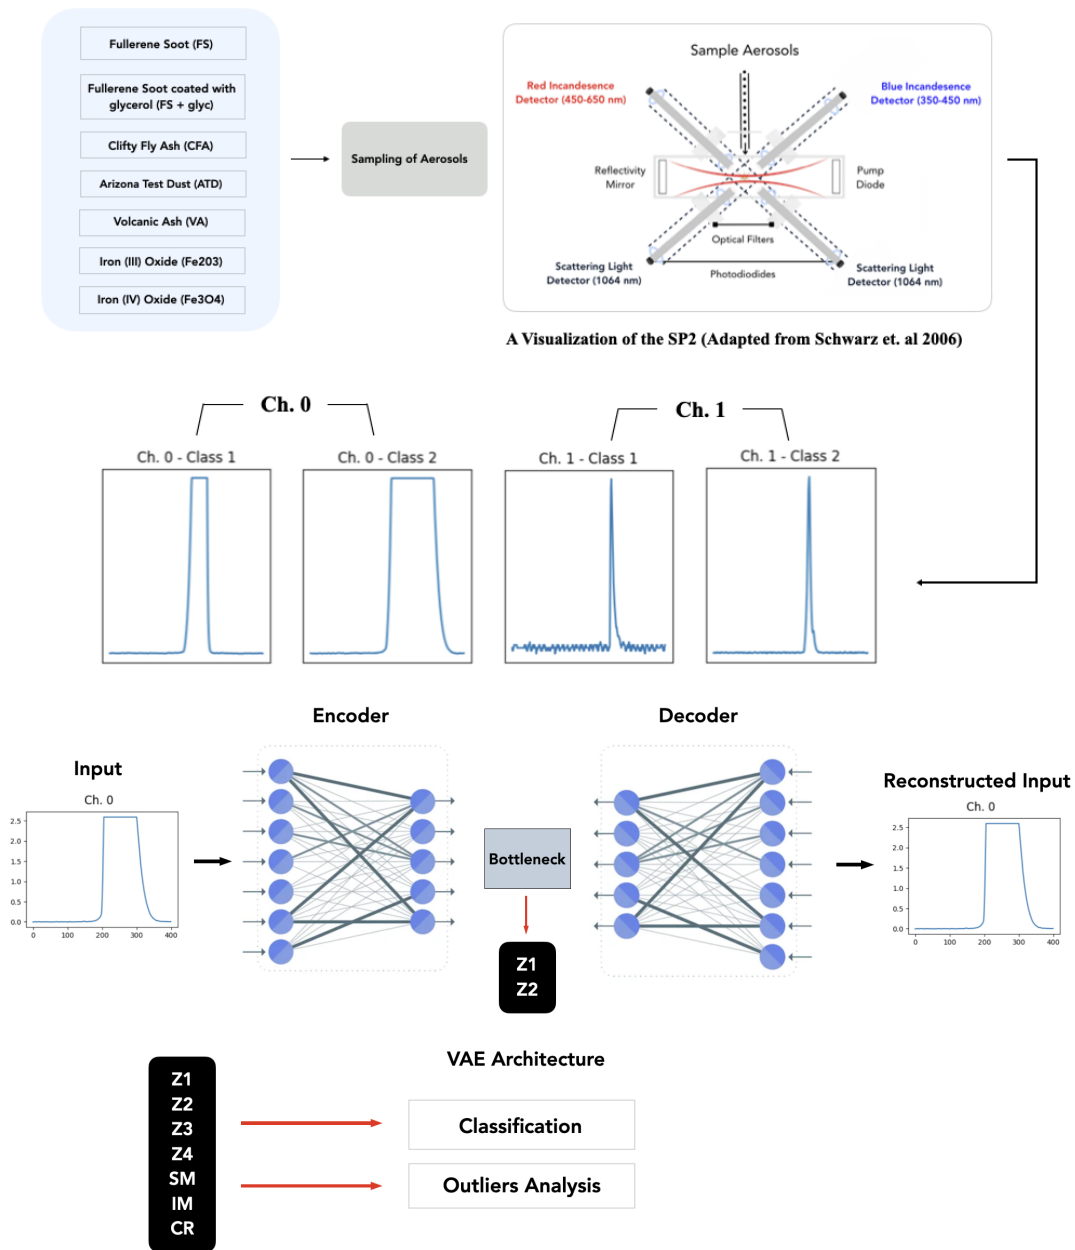 Fullerene Soot (FS)
Fullerene Soot coated with
glycerol (FS + glyc)
Clifty Fly Ash (CFA)
Arizona Test Dust (ATD)
Volcanic Ash (VA)
Iron (III) Oxide (Fe203)
Iron (IV) Oxide (Fe3O4)
Sampling of Aerosols
Sample Aerosols
Red Incandesence
Detector (450-650 nm)
Blue Incandesence
Detector (350-450 nm)
Reflectivity
Mirror
Pump
Diode
Optical Filters
Scattering Light
Detector (1064 nm)
Photodiodides
Scattering Light
Detector (1064 nm)
A Visualization of the SP2 (Adapted from Schwarz et. al 2006)
Ch. 0
Ch. 1
Ch. 0 - Class 1
Ch. 0 - Class 2
Ch. 1 - Class 1
Ch. 1 - Class 2
Encoder
Decoder
Input
Ch. 0
2.5
2.0
1.5
1.0
0.5
0.0
0 100 200 300 400
Bottleneck
Z1
Z2
Reconstructed Input
Ch. 0
2.5
2.0
1.5
1.0
0.5
0.0
0 100 200 300 400
VAE Architecture
Z1
Z2
Z3
Z4
SM
IM
CR
Classification
Outliers Analysis